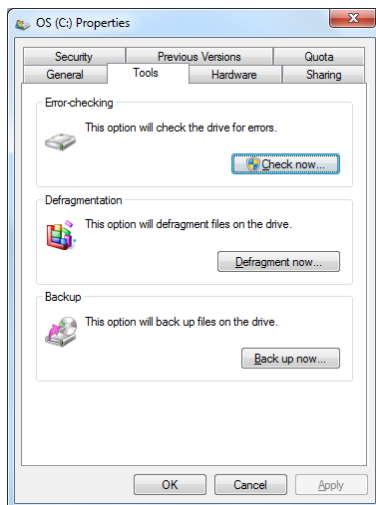 OS (C:) Properties
Security Previous Versions Quota
General Tools Hardware Sharing
Error-checking
This option will check the drive for errors.
Check now...
Defragmentation
This option will defragment files on the drive.
Defragment now...
Backup
This option will back up files on the drive.
Back up now...
OK Cancel Apply